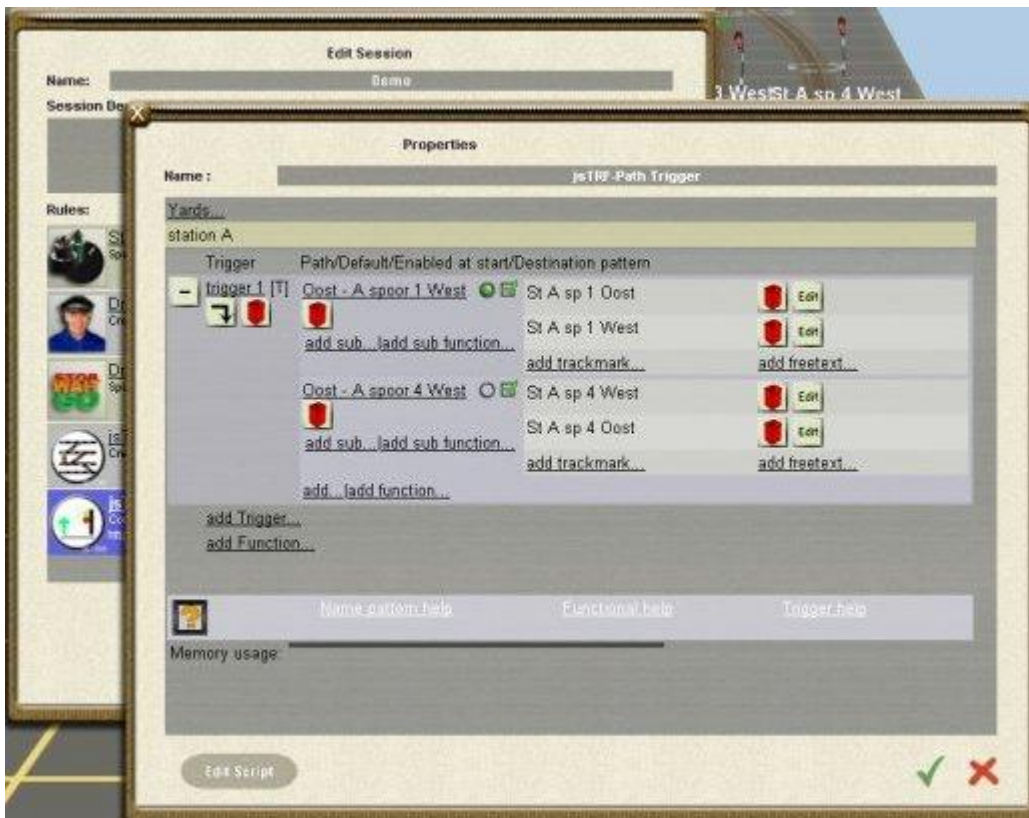 Edit Session
Name: Demo
3 West St A sp 4 West
Session De
Properties
Name : jsTRF-Path Trigger
Rules:
Yards...
station A
Trigger Path/Default/Enabled at start/Destination pattern
trigger 1 [T] Oost - A spoor 1 West St A sp 1 Oost Edit
St A sp 1 West Edit
add sub...|add sub function...
add trackmark... add freetext...
Oost - A spoor 4 West St A sp 4 West Edit
St A sp 4 Oost Edit
add sub...|add sub function...
add trackmark... add freetext...
add...|add function...
add Trigger...
add Function...
Name pattern help Functional help Trigger help
Memory usage:
Edit Script